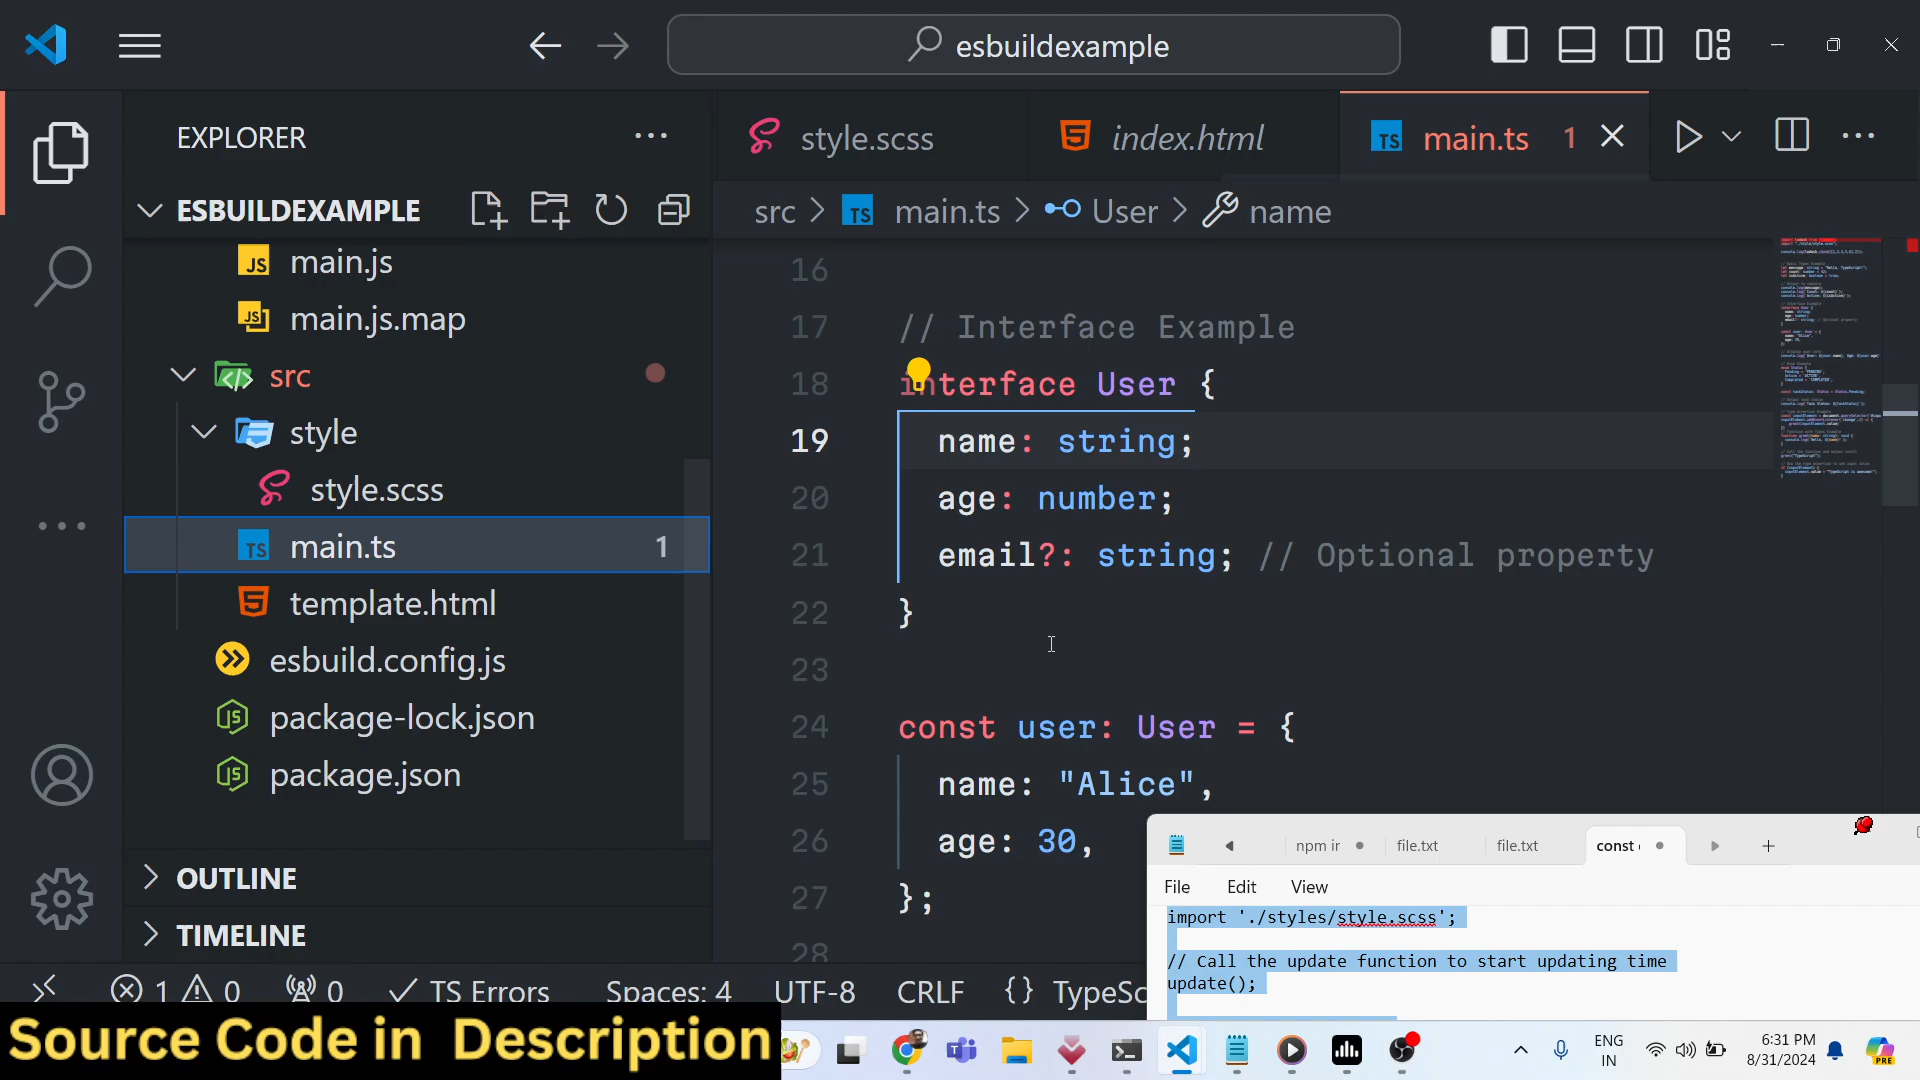 esbuildexample
EXPLORER
ESBUILDEXAMPLE
main.js
main.js.map
src
style
style.scss
main.ts 1
template.html
esbuild.config.js
package-lock.json
package.json
OUTLINE
TIMELINE
style.scss
index.html
main.ts 1
src > main.ts > User > name
16
17 // Interface Example
18 interface User {
19 name: string;
20 age: number;
21 email?: string; // Optional property
22 }
23
24 const user: User = {
25 name: "Alice",
26 age: 30,
27 };
28
npm ir
file.txt
file.txt
const
File Edit View
import './styles/style.scss';
// Call the update function to start updating time
update();
1 0 0 TS Errors Spaces: 4 UTF-8 CRLF {} TypeSc
Source Code in Description
ENG
IN
6:31 PM
8/31/2024
PRE